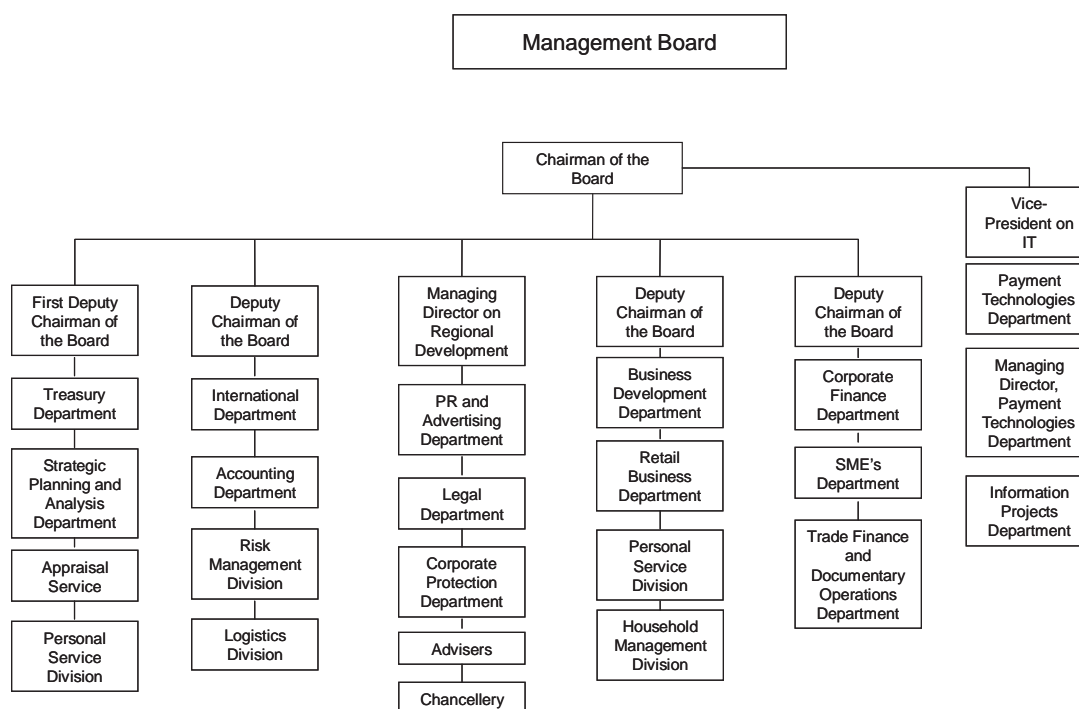 Management Board
Chairman of the
Board
Vice-
President on
IT
Payment
Technologies
Department
Managing
Director,
Payment
Technologies
Department
Information
Projects
Department
First Deputy
Chairman of
the Board
Treasury
Department
Strategic
Planning and
Analysis
Department
Appraisal
Service
Personal
Service
Division
Deputy
Chairman of
the Board
International
Department
Accounting
Department
Risk
Management
Division
Logistics
Division
Managing
Director on
Regional
Development
PR and
Advertising
Department
Legal
Department
Corporate
Protection
Department
Advisers
Chancellery
Deputy
Chairman of
the Board
Business
Development
Department
Retail
Business
Department
Personal
Service
Division
Household
Management
Division
Deputy
Chairman of
the Board
Corporate
Finance
Department
SME's
Department
Trade Finance
and
Documentary
Operations
Department